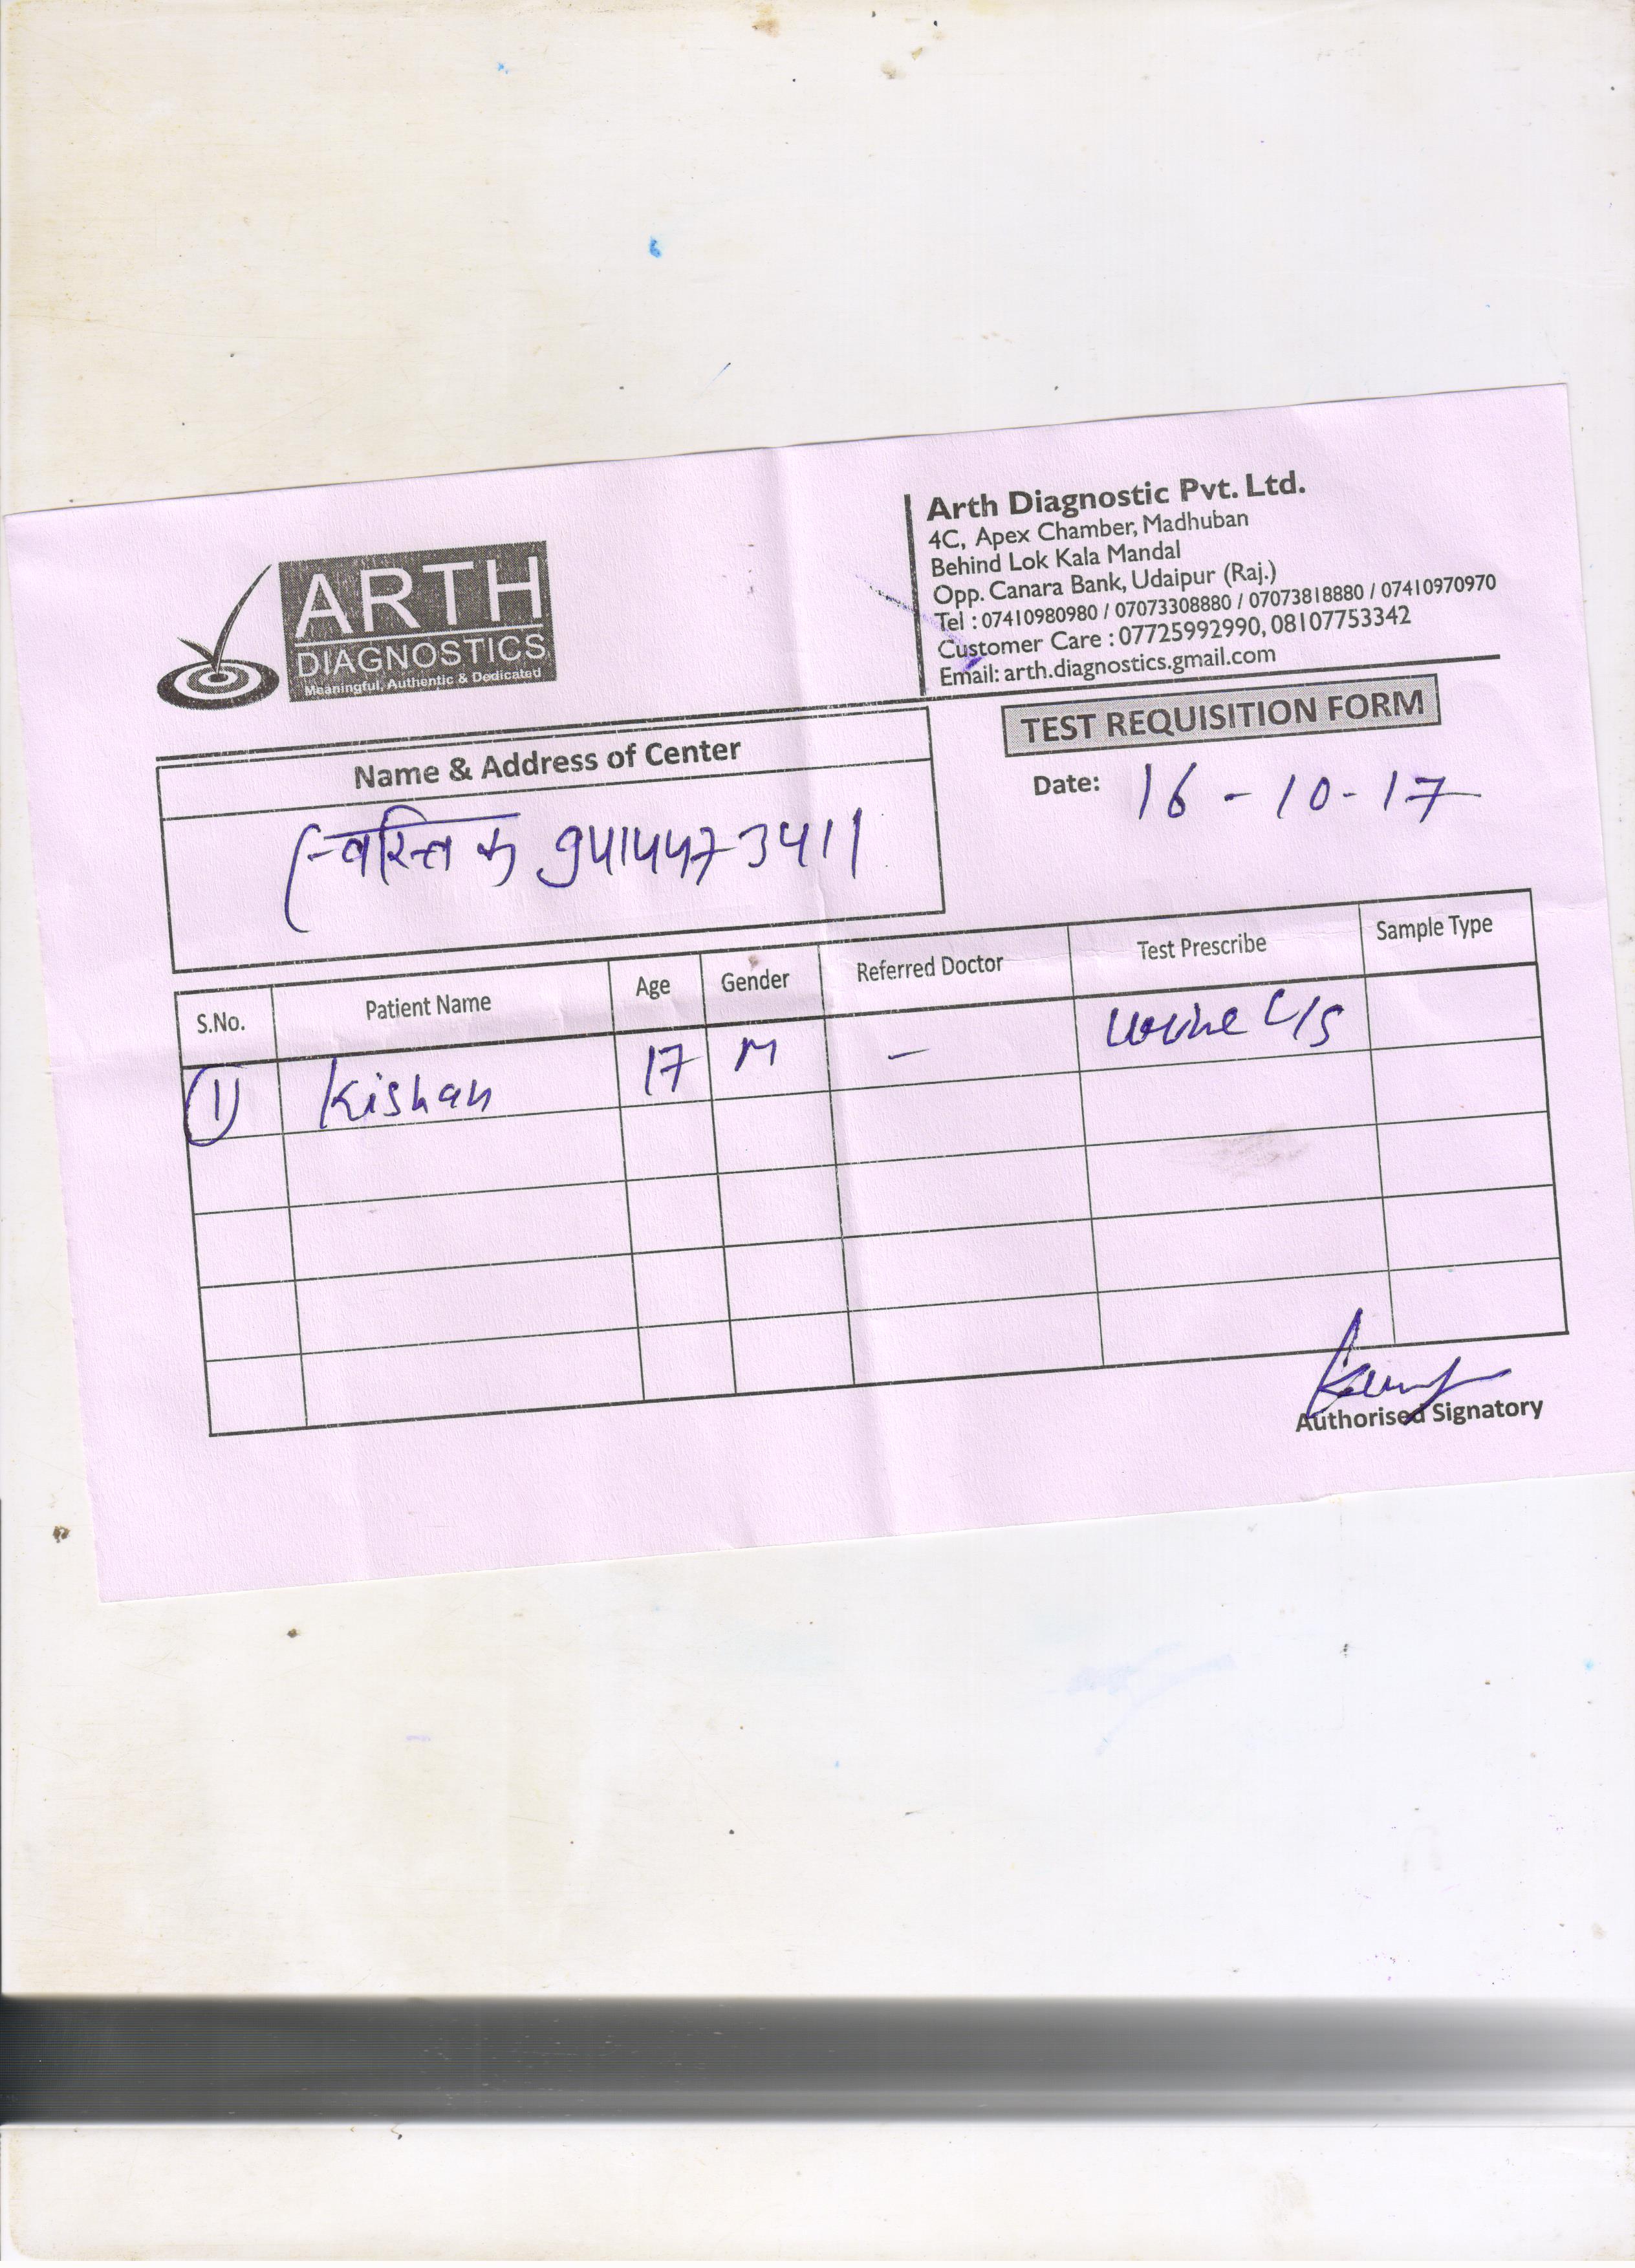 ARTH
DIAGNOSTICS
Meaningful, Authentic & Dedicated
Arth Diagnostic Pvt. Ltd.
4C, Apex Chamber, Madhuban
Behind Lok Kala Mandal
Opp. Canara Bank, Udaipur (Raj.)
Tel : 07410980980 / 07073308880 / 07073818880 / 07410970970
Customer Care : 07725992990, 08107753342
Email: arth.diagnostics.gmail.com
TEST REQUISITION FORM
Name & Address of Center
Date: 16-10-17
स्वस्तिक 9414473411
S.No. Patient Name Age Gender Referred Doctor Test Prescribe Sample Type
1) Kishan 17 M — Urine C/S
Authorised Signatory